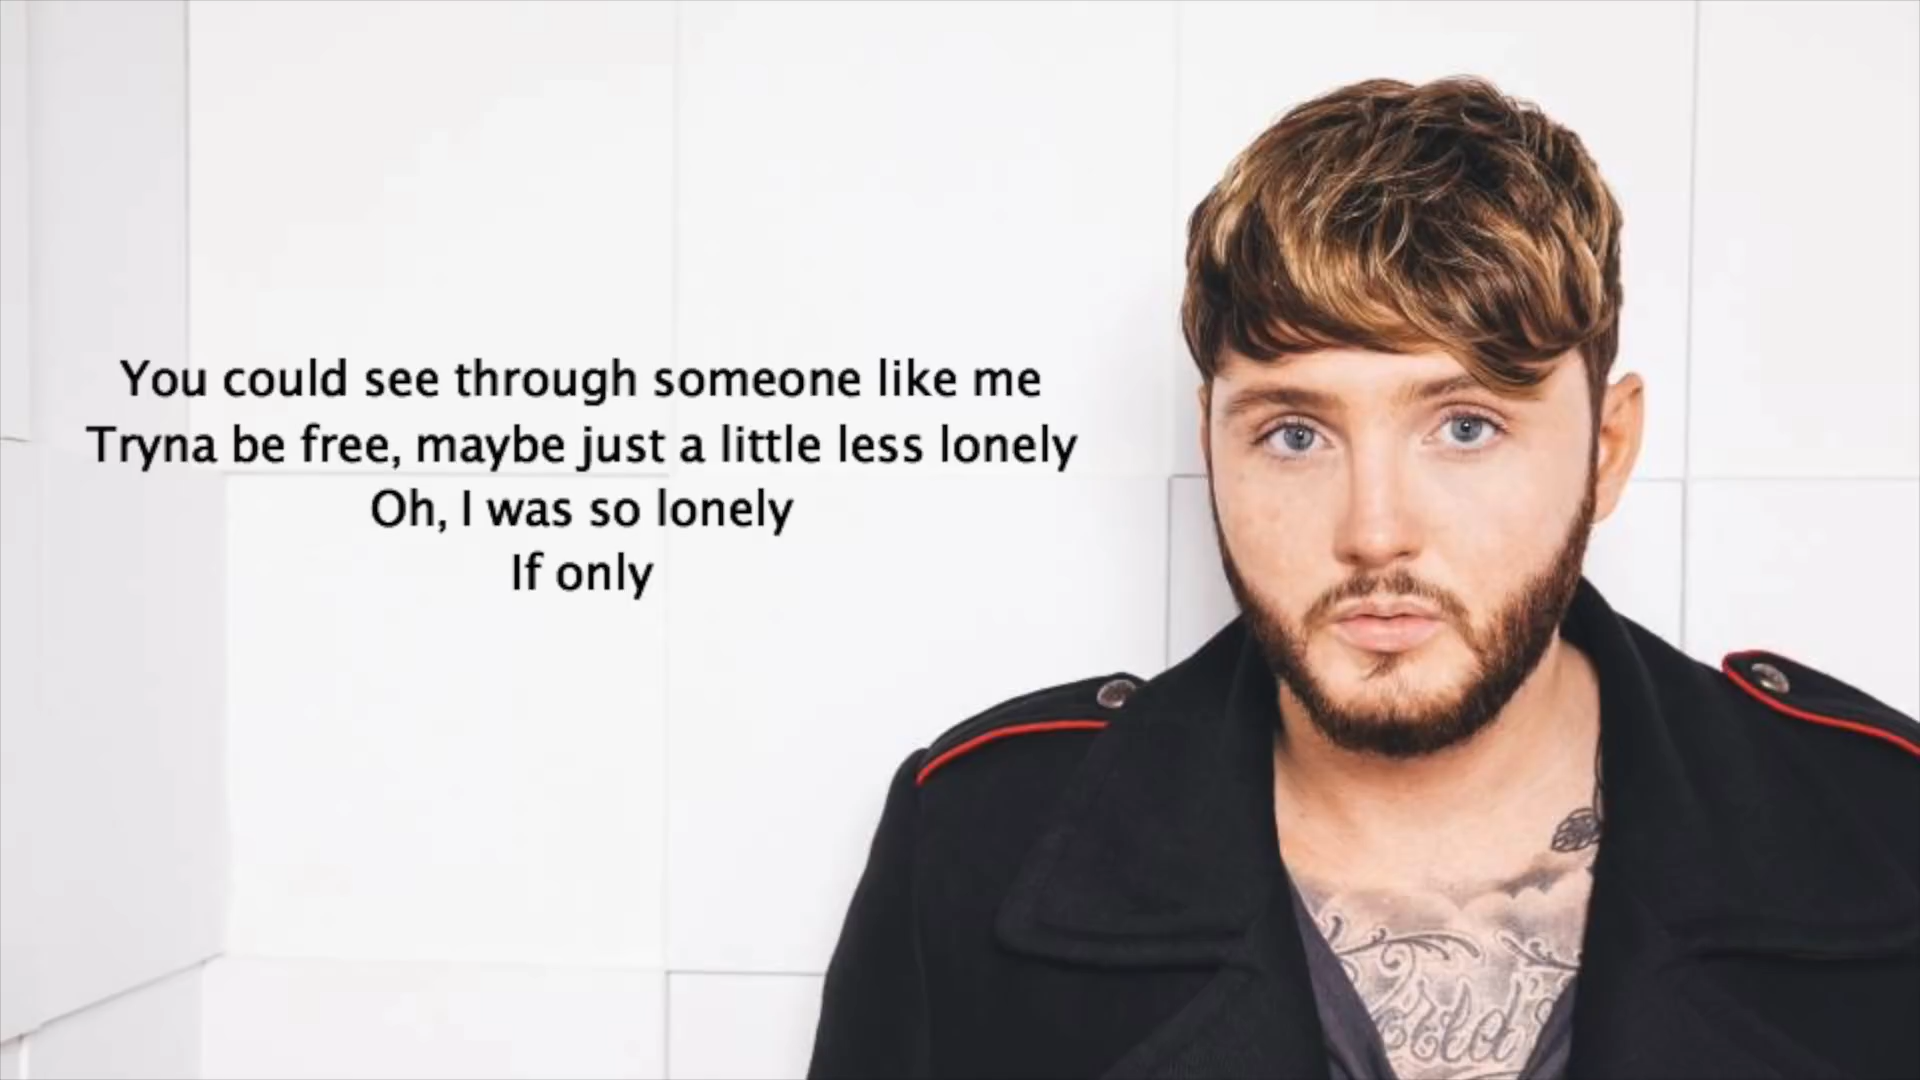 You could see through someone like me
Tryna be free, maybe just a little less lonely
Oh, I was so lonely
If only